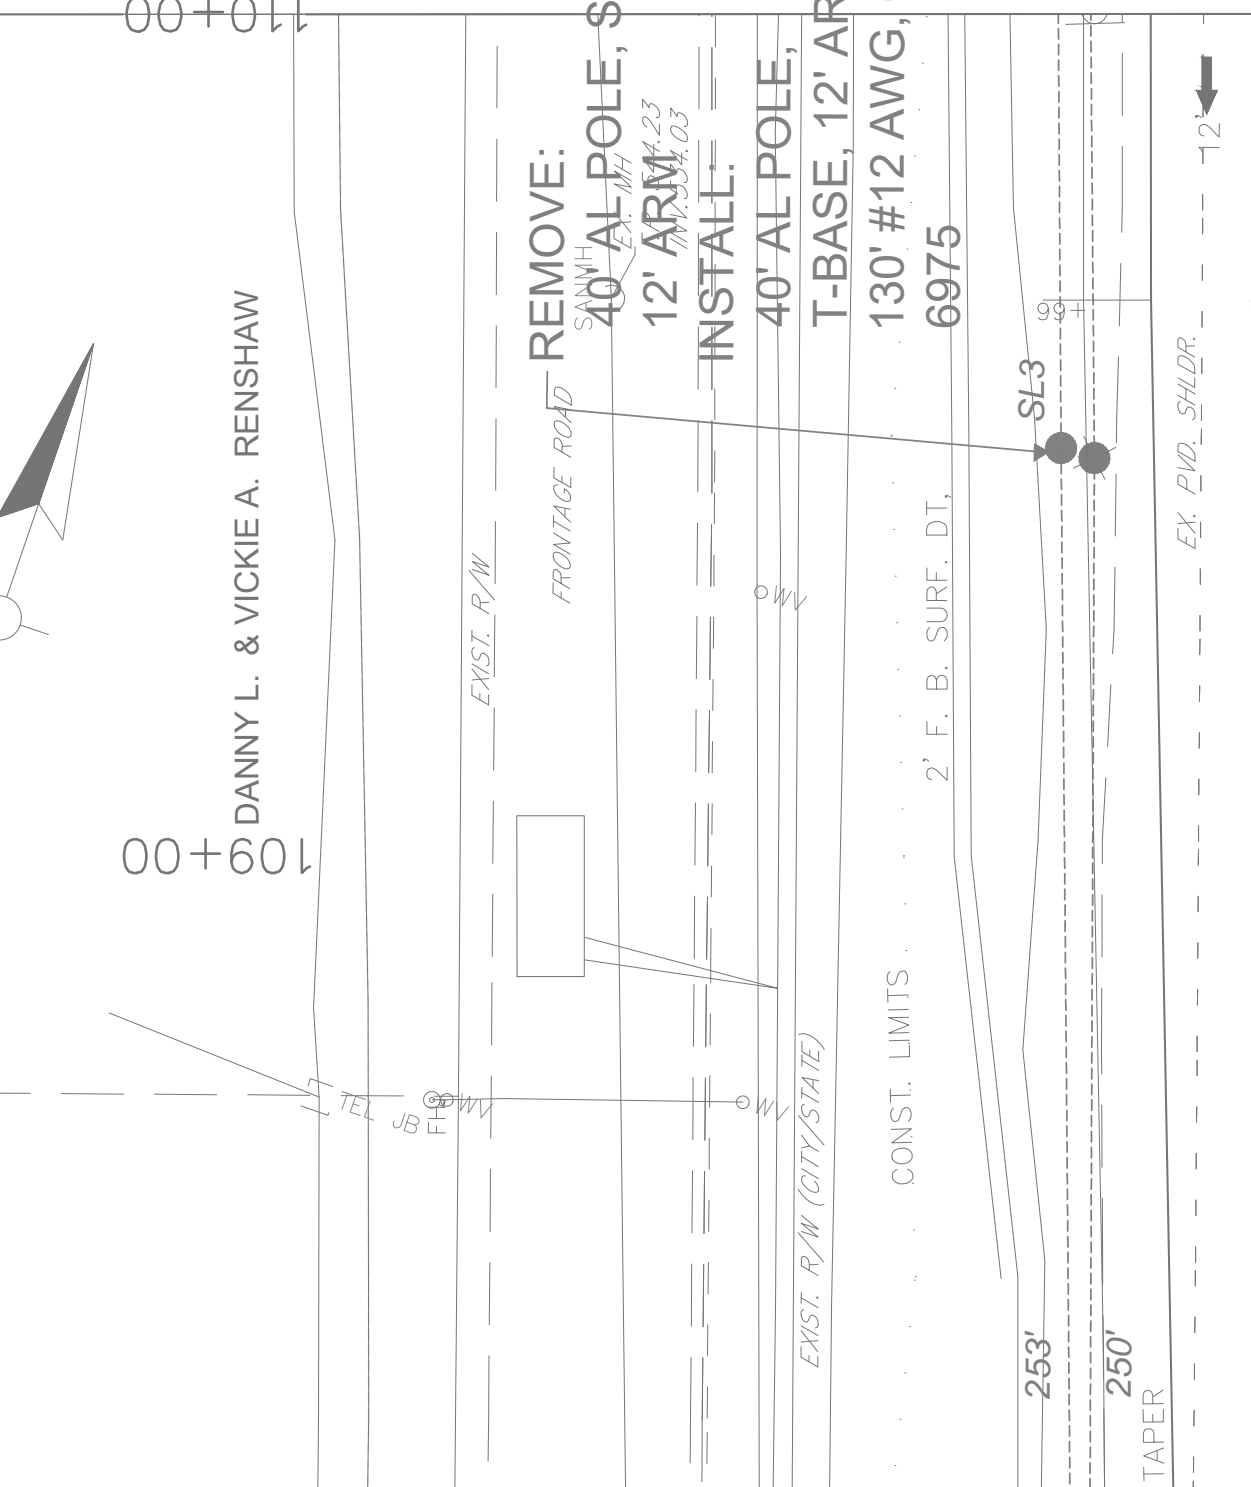 110+00
REMOVE:
40' AL POLE, S
12' ARM
INSTALL:
40' AL POLE,
T-BASE, 12' AR
130' #12 AWG,
6975
SANMH
EX. MH
12'
+99
SL3
EX. PVD. SHLDR.
DANNY L. & VICKIE A. RENSHAW
FRONTAGE ROAD
EXIST. R/W
WV
2' F. B. SURF. DT,
109+00
CONST. LIMITS
EXIST. R/W (CITY/STATE)
TEL JB
FH
WV
WV
253'
250'
TAPER